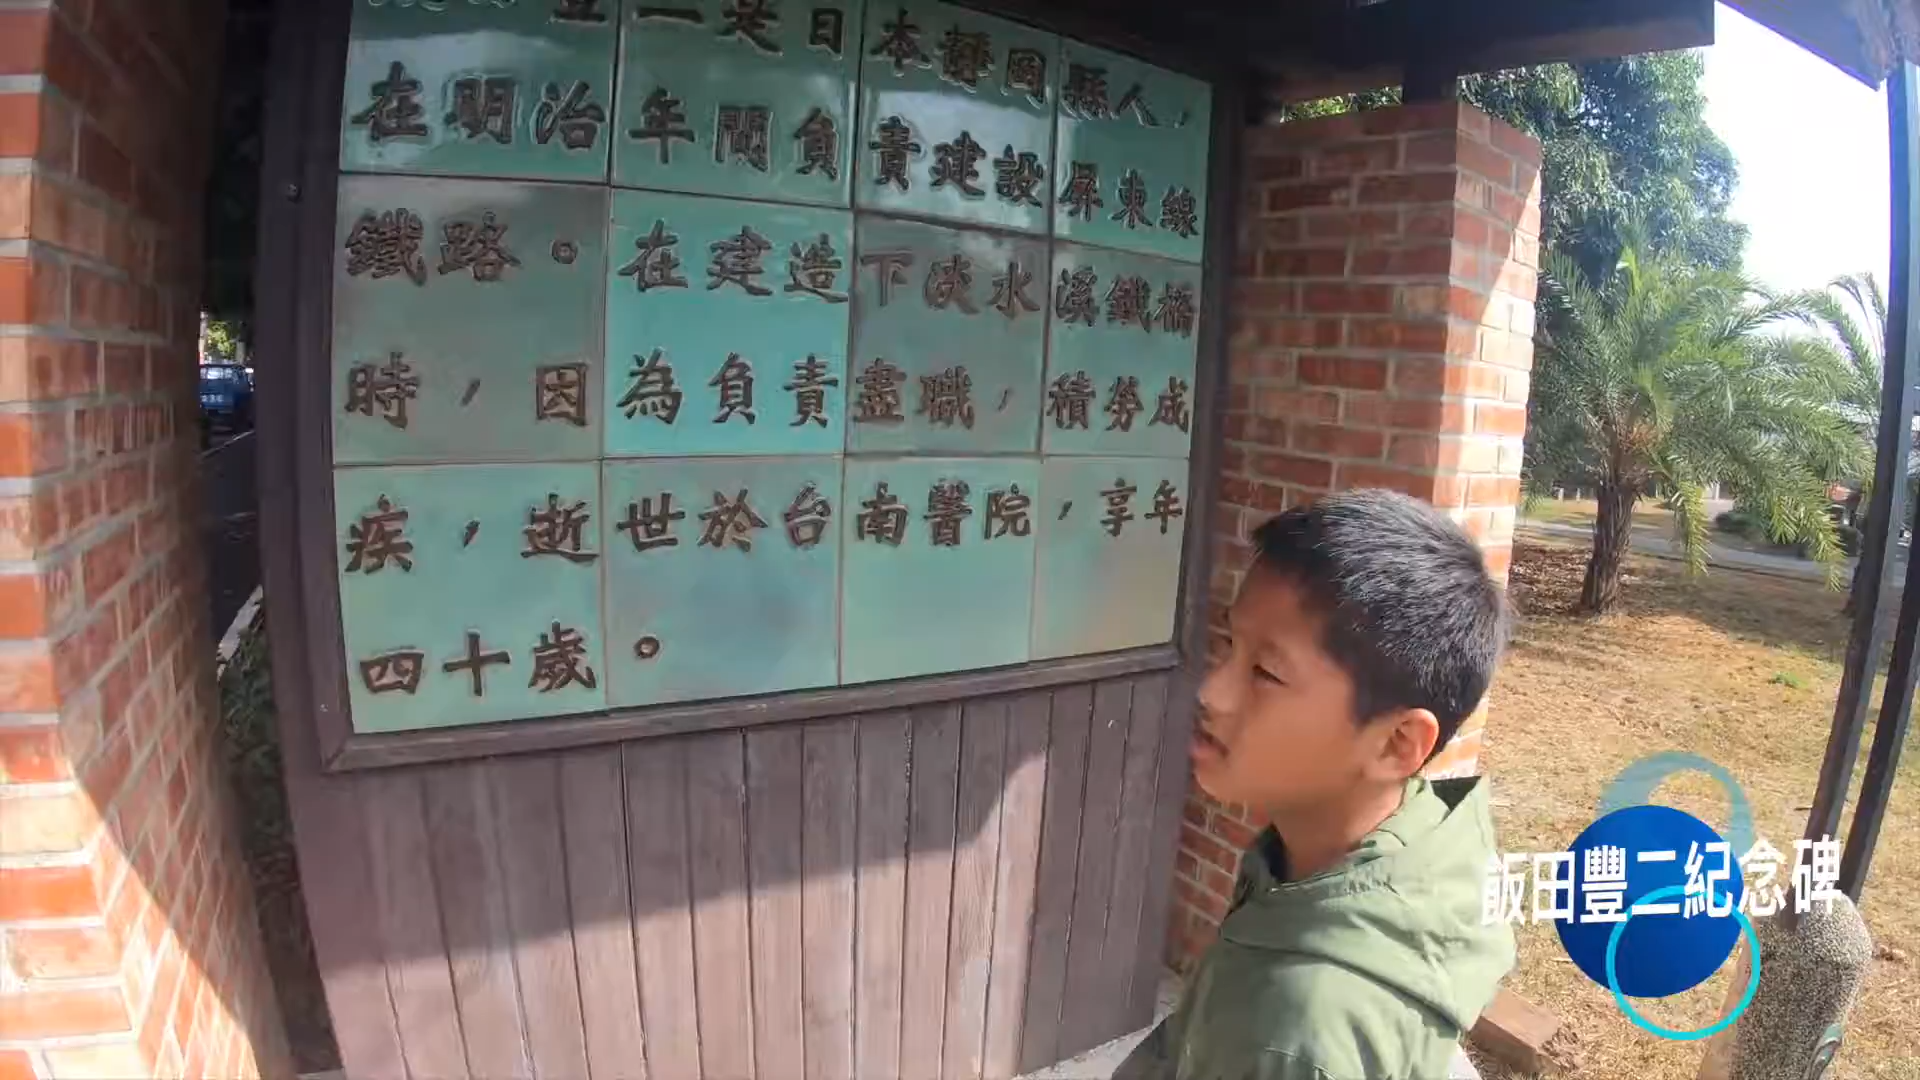 二是日本靜岡縣人，
在明治年間負責建設屏東線
鐵路。在建造下淡水溪鐵橋
時，因為負責盡職，積勞成
疾，逝世於台南醫院，享年
四十歲。
飯田豐二紀念碑